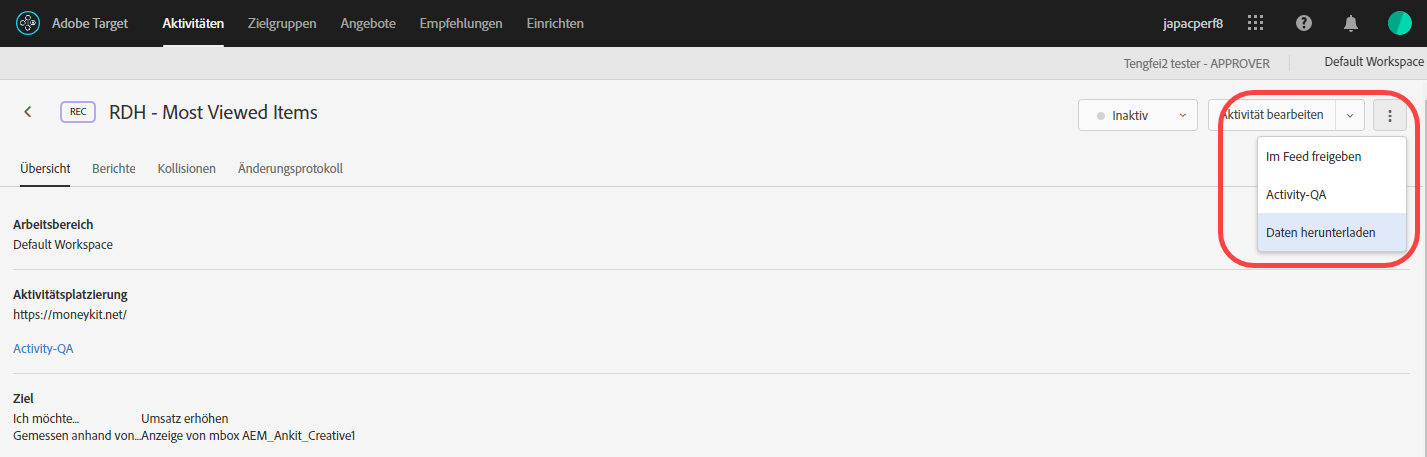 Adobe Target Aktivitäten Zielgruppen Angebote Empfehlungen Einrichten japacperf8
Tengfei2 tester - APPROVER Default Workspace
REC RDH - Most Viewed Items Inaktiv Aktivität bearbeiten
Im Feed freigeben
Activity-QA
Daten herunterladen
Übersicht Berichte Kollisionen Änderungsprotokoll
Arbeitsbereich
Default Workspace
Aktivitätsplatzierung
https://moneykit.net/
Activity-QA
Ziel
Ich möchte... Umsatz erhöhen
Gemessen anhand von... Anzeige von mbox AEM_Ankit_Creative1